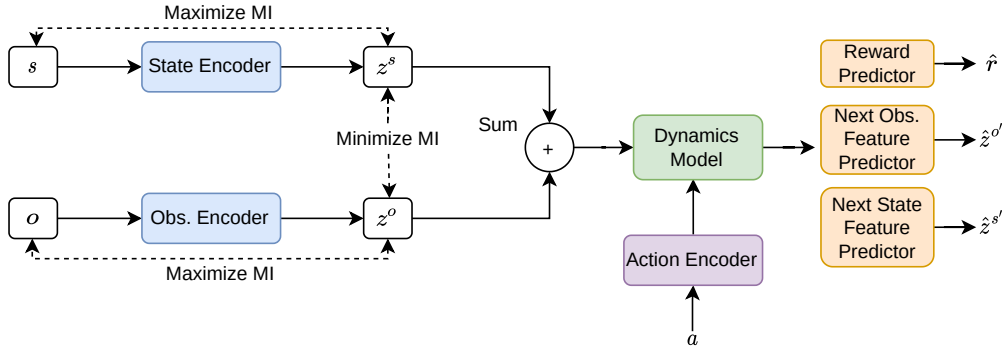 Maximize MI
s
State Encoder
z^s
Reward
Predictor
r̂
Minimize MI
Sum
+
Dynamics
Model
Next Obs.
Feature
Predictor
ẑ^{o'}
o
Obs. Encoder
z^o
Next State
Feature
Predictor
ẑ^{s'}
Maximize MI
Action Encoder
a